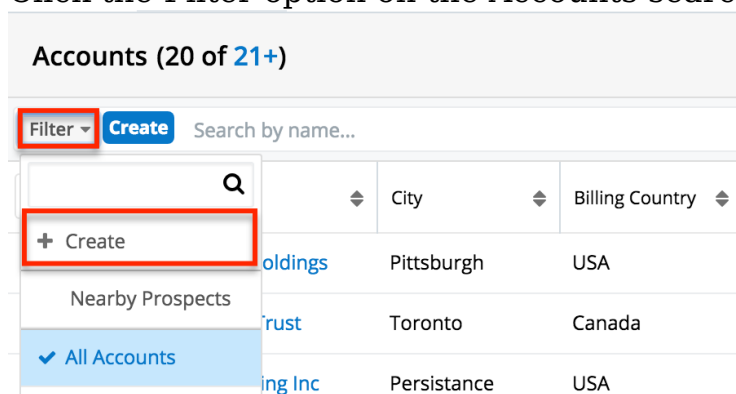 Accounts (20 of 21+)
Filter Create Search by name...
City Billing Country
+ Create
oldings Pittsburgh USA
Nearby Prospects
Trust Toronto Canada
All Accounts
ing Inc Persistance USA